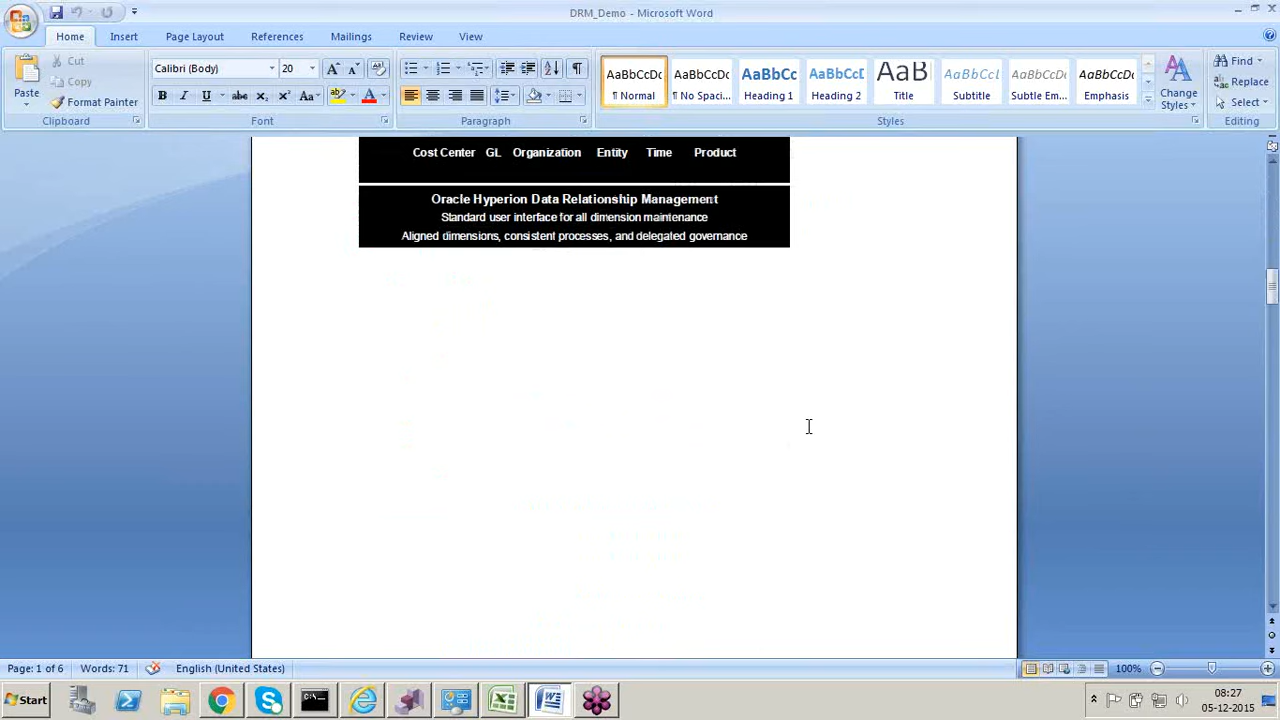 DRM_Demo - Microsoft Word
Home Insert Page Layout References Mailings Review View
Paste
Cut
Copy
Format Painter
Clipboard
Calibri (Body) 20
Font
Paragraph
AaBbCcDc AaBbCcDc AaBbCc AaBbCcD AaB AaBbCcL AaBbCcDc AaBbCcDc
¶ Normal ¶ No Spaci... Heading 1 Heading 2 Title Subtitle Subtle Em... Emphasis
Change Styles
Styles
Find
Replace
Select
Editing
Cost Center GL Organization Entity Time Product
Oracle Hyperion Data Relationship Management
Standard user interface for all dimension maintenance
Aligned dimensions, consistent processes, and delegated governance
Page: 1 of 6 Words: 71 English (United States) 100%
Start
08:27
05-12-2015